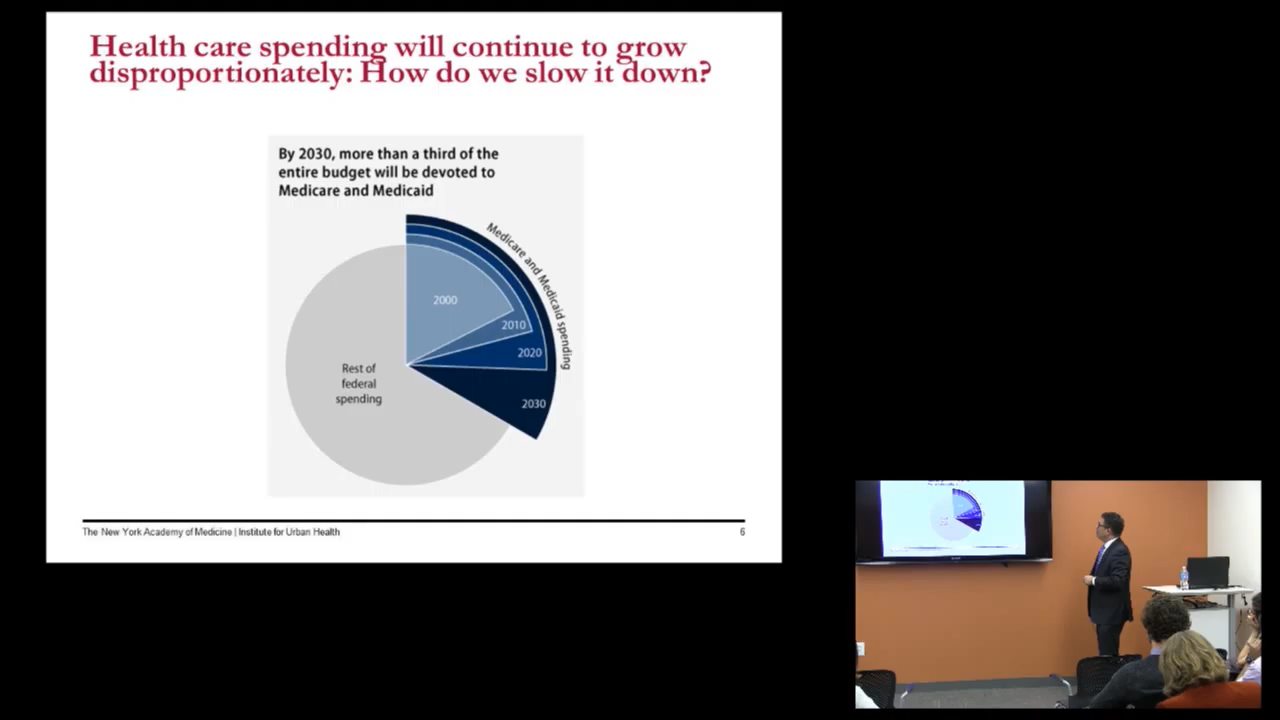 Health care spending will continue to grow
disproportionately: How do we slow it down?
By 2030, more than a third of the
entire budget will be devoted to
Medicare and Medicaid
Medicare and Medicaid spending
2000
2010
2020
2030
Rest of
federal
spending
The New York Academy of Medicine | Institute for Urban Health
6